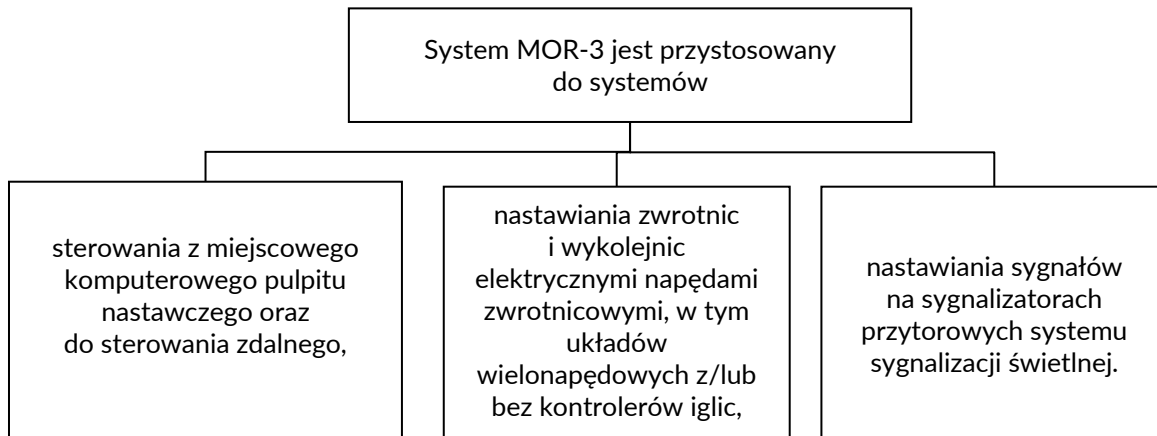 System MOR-3 jest przystosowany
do systemów
sterowania z miejscowego
komputerowego pulpitu
nastawczego oraz
do sterowania zdalnego,
nastawiania zwrotnic
i wykolejnic
elektrycznymi napędami
zwrotnicowymi, w tym
układów
wielonapędowych z/lub
bez kontrolerów iglic,
nastawiania sygnałów
na sygnalizatorach
przytorowych systemu
sygnalizacji świetlnej.